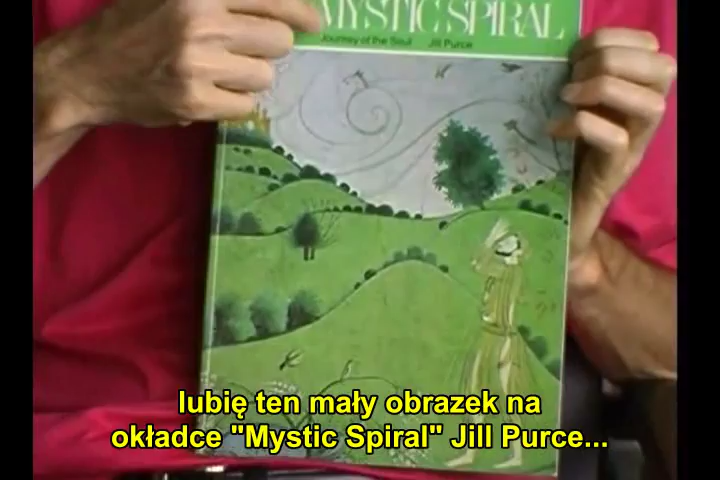 MYSTIC SPIRAL
Journey of the Soul Jill Purce
lubię ten mały obrazek na
okładce "Mystic Spiral" Jill Purce...